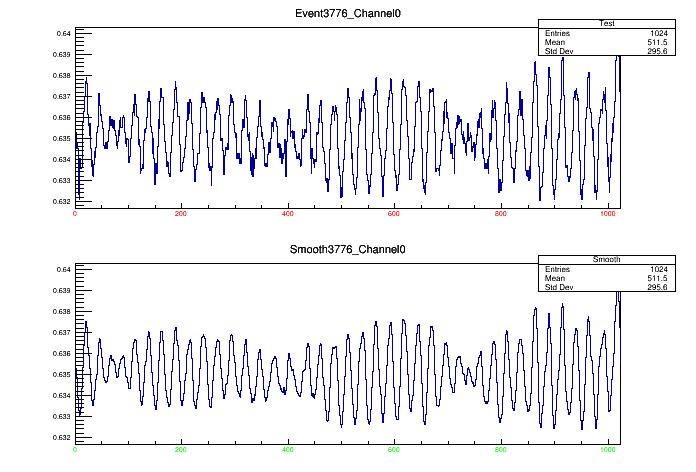 Event3776_Channel0
Test
Entries 1024
Mean 511.5
Std Dev 295.6
0.64
0.639
0.638
0.637
0.636
0.635
0.634
0.633
0.632
0 200 400 600 800 1000
Smooth3776_Channel0
Smooth
Entries 1024
Mean 511.5
Std Dev 295.6
0.64
0.639
0.638
0.637
0.636
0.635
0.634
0.633
0.632
0 200 400 600 800 1000